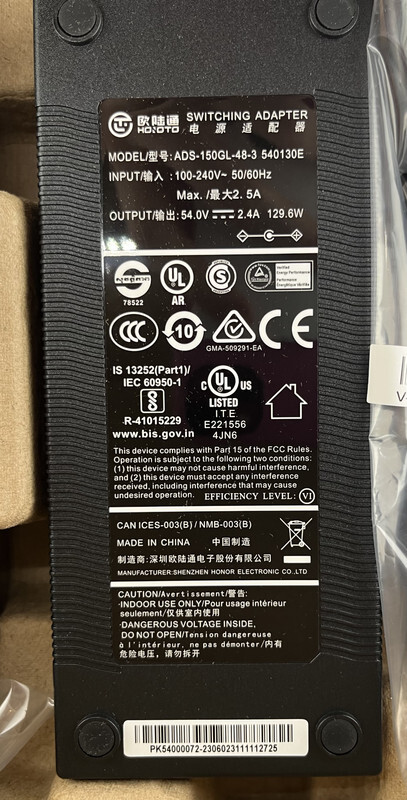 欧陆通 SWITCHING ADAPTER
HONOTO 电源适配器
MODEL/型号: ADS-150GL-48-3 540130E
INPUT/输入 : 100-240V~ 50/60Hz
Max. /最大2. 5A
OUTPUT/输出: 54.0V 2.4A 129.6W
78522
UL
AR
S
Verified
Energy Performance
CCC
10
GMA-509291-EA
CE
IS 13252(Part1)/
IEC 60950-1
R-41015229
www.bis.gov.in
C UL US
LISTED
I.T.E
E221556
4JN6
This device complies with Part 15 of the FCC Rules.
Operation is subject to the following two conditions:
(1) this device may not cause harmful interference,
and (2) this device must accept any interference
received, including interference that may cause
undesired operation. EFFICIENCY LEVEL: VI
CAN ICES-003(B) / NMB-003(B)
MADE IN CHINA 中国制造
制造商:深圳欧陆通电子股份有限公司
MANUFACTURER:SHENZHEN HONOR ELECTRONIC CO.,LTD
CAUTION/Avertissement/警告:
·INDOOR USE ONLY/Pour usage intérieur
seulement/仅供室内使用
·DANGEROUS VOLTAGE INSIDE,
DO NOT OPEN/Tension dangereuse
à l'intérieur, ne pas démonter/内有
危险电压，请勿拆开
PK54000072-2306023111112725